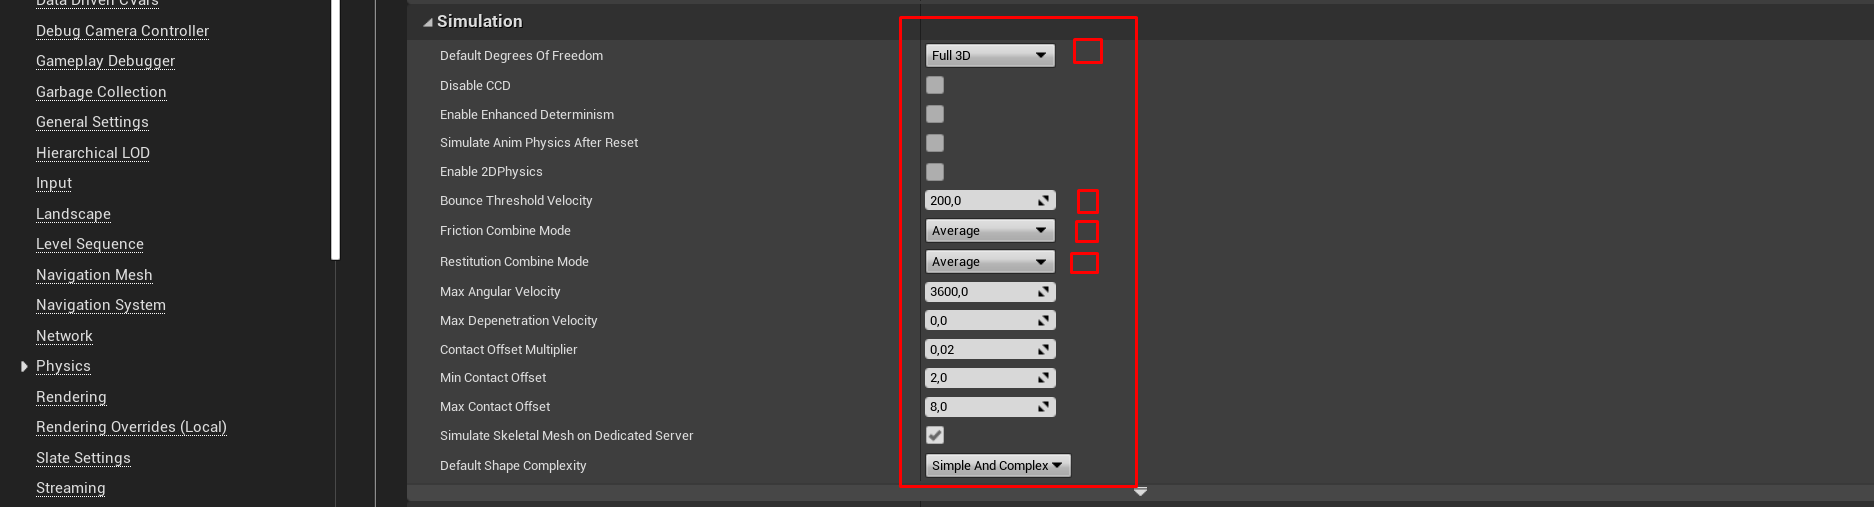 Data Driven CVars
Debug Camera Controller
Gameplay Debugger
Garbage Collection
General Settings
Hierarchical LOD
Input
Landscape
Level Sequence
Navigation Mesh
Navigation System
Network
Physics
Rendering
Rendering Overrides (Local)
Slate Settings
Streaming
Simulation
Default Degrees Of Freedom Full 3D
Disable CCD
Enable Enhanced Determinism
Simulate Anim Physics After Reset
Enable 2DPhysics
Bounce Threshold Velocity 200,0
Friction Combine Mode Average
Restitution Combine Mode Average
Max Angular Velocity 3600,0
Max Depenetration Velocity 0,0
Contact Offset Multiplier 0,02
Min Contact Offset 2,0
Max Contact Offset 8,0
Simulate Skeletal Mesh on Dedicated Server
Default Shape Complexity Simple And Complex